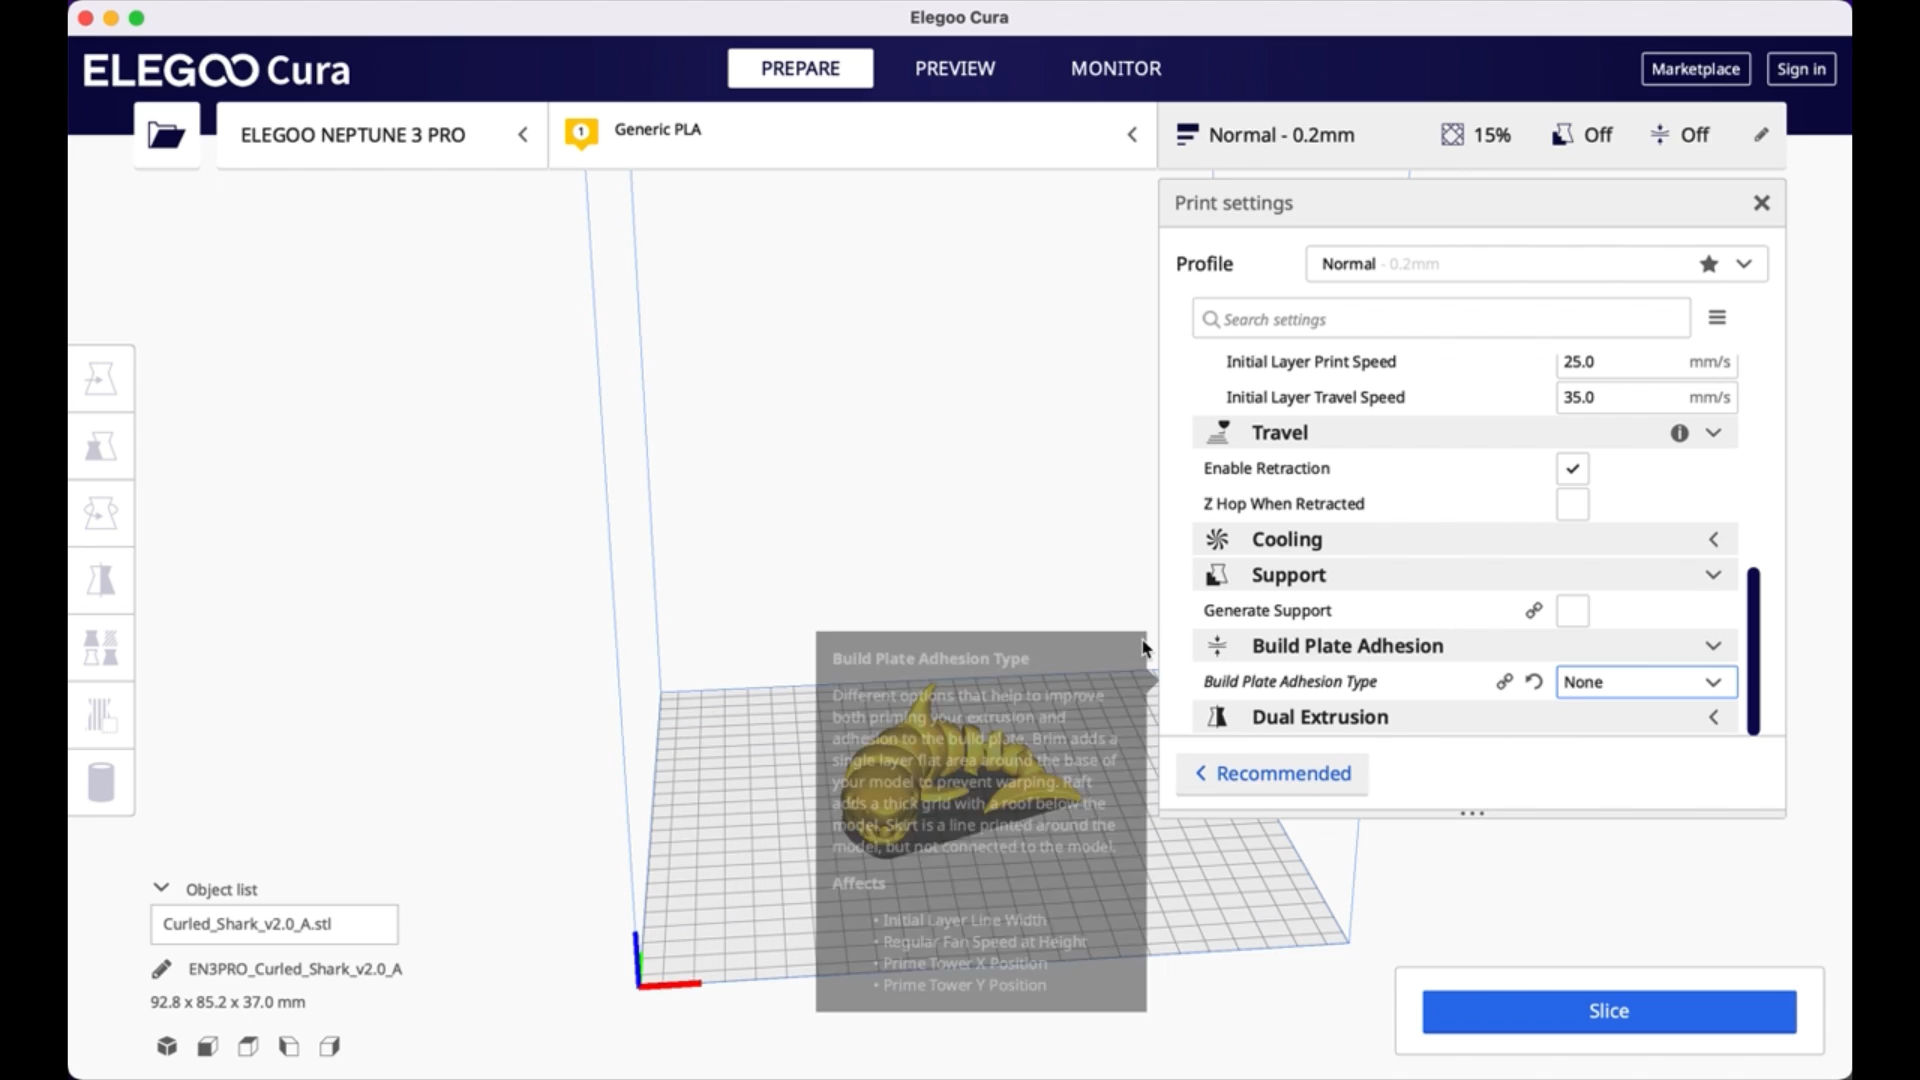 Elegoo Cura
ELEGOO Cura
PREPARE
PREVIEW
MONITOR
Marketplace
Sign in
ELEGOO NEPTUNE 3 PRO
1
Generic PLA
Normal - 0.2mm
15%
Off
Off
Print settings
Profile
Normal - 0.2mm
Search settings
Initial Layer Print Speed 25.0 mm/s
Initial Layer Travel Speed 35.0 mm/s
Travel
Enable Retraction
Z Hop When Retracted
Cooling
Support
Generate Support
Build Plate Adhesion
Build Plate Adhesion Type None
Dual Extrusion
Recommended
Build Plate Adhesion Type
Different options that help to improve
both priming your extrusion and
adhesion to the build plate. Brim adds a
single layer flat area around the base of
your model to prevent warping. Raft
adds a thick grid with a roof below the
model. Skirt is a line printed around the
model, but not connected to the model.
Affects
• Initial Layer Line Width
• Regular Fan Speed at Height
• Prime Tower X Position
• Prime Tower Y Position
Object list
Curled_Shark_v2.0_A.stl
EN3PRO_Curled_Shark_v2.0_A
92.8 x 85.2 x 37.0 mm
Slice